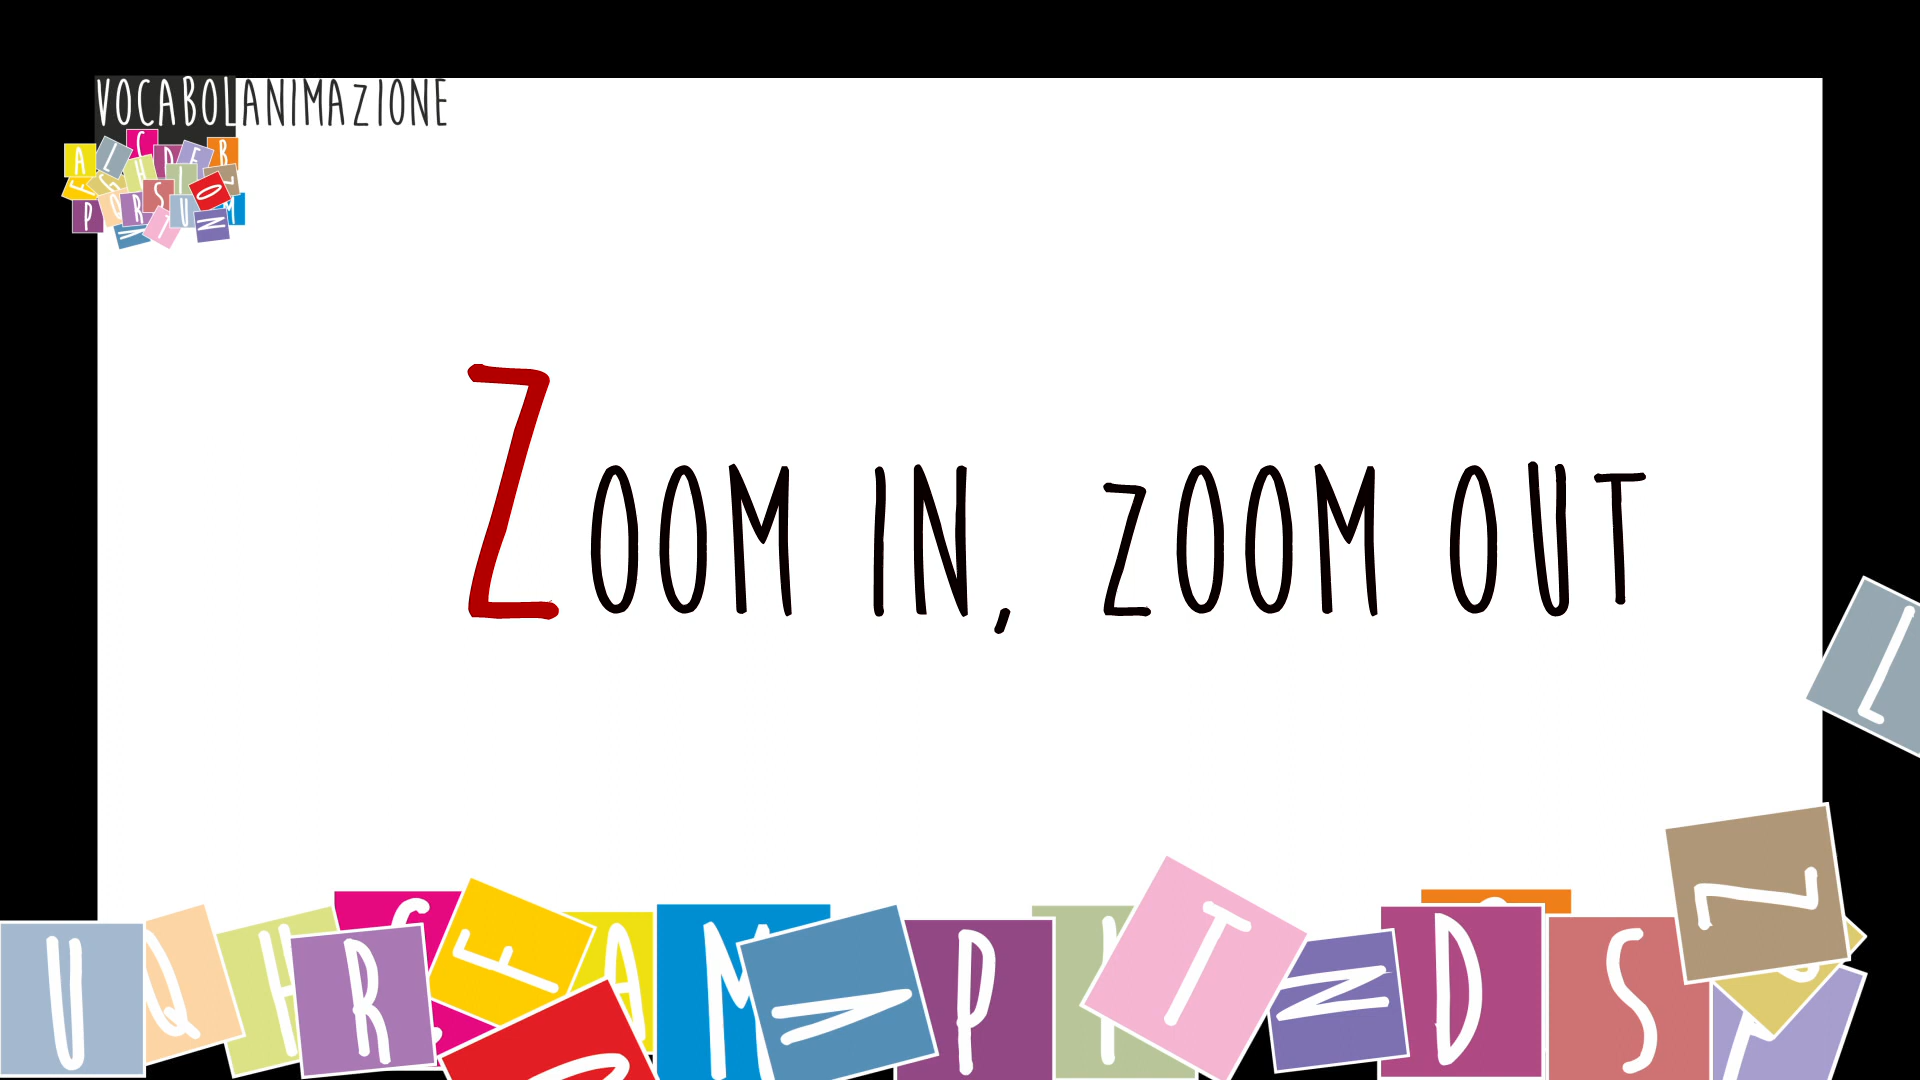 VOCABOLANIMAZIONE
A L C D E B
F G H I Z
P Q R S U O M
V T N
ZOOM IN, ZOOM OUT
L
U Q H R C F A M V P I T N D S Z